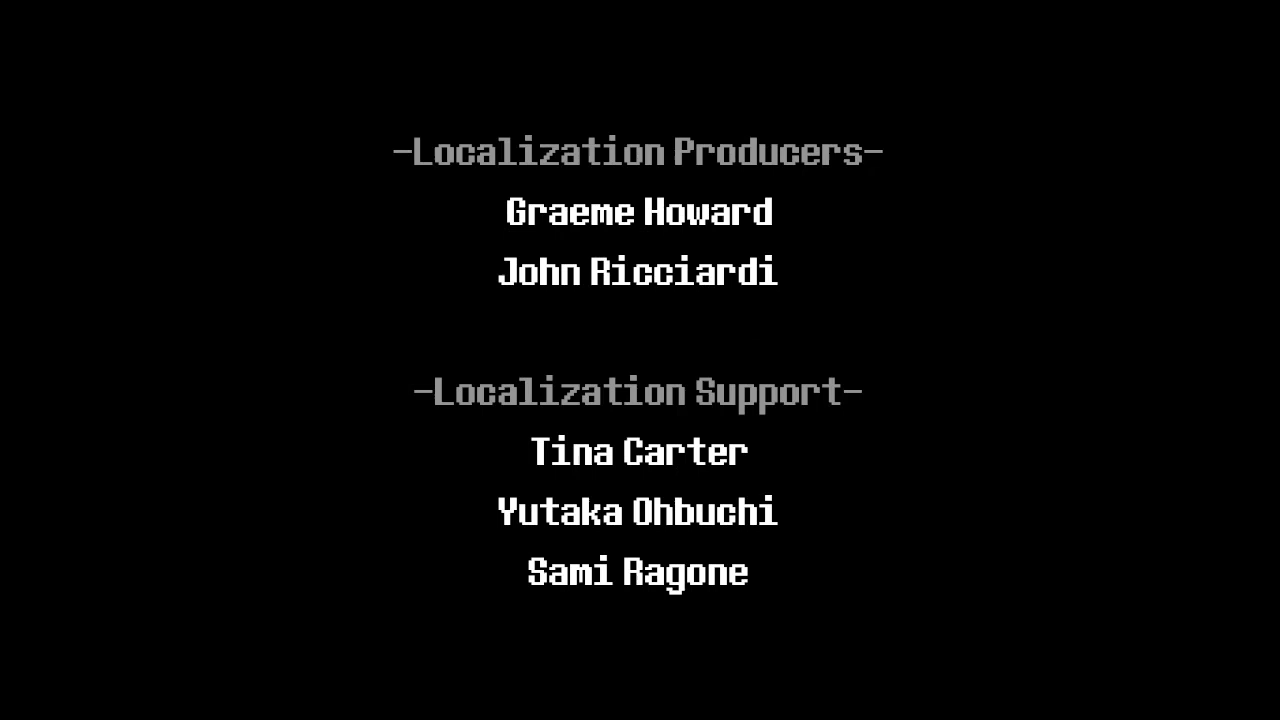 -Localization Producers-
Graeme Howard
John Ricciardi
-Localization Support-
Tina Carter
Yutaka Ohbuchi
Sami Ragone